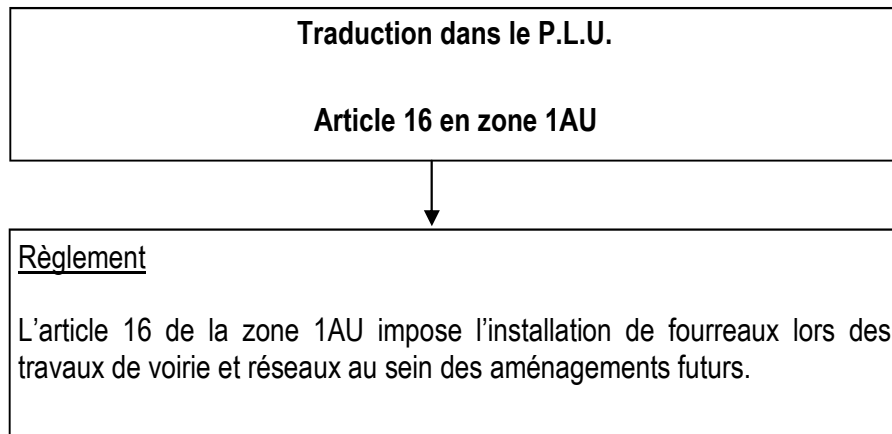 Traduction dans le P.L.U.
Article 16 en zone 1AU
Règlement
L’article 16 de la zone 1AU impose l’installation de fourreaux lors des
travaux de voirie et réseaux au sein des aménagements futurs.